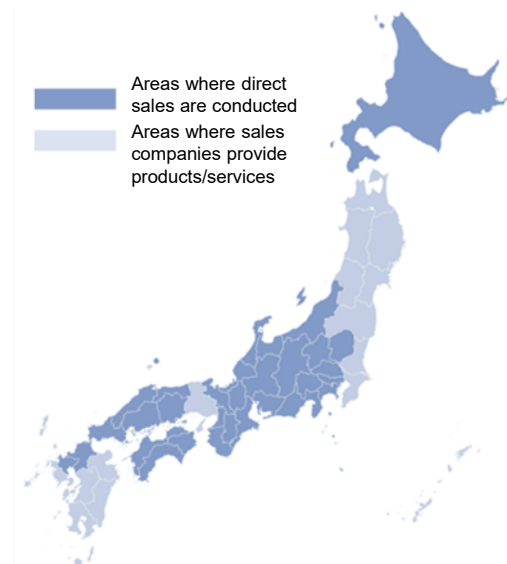 Areas where direct
sales are conducted
Areas where sales
companies provide
products/services